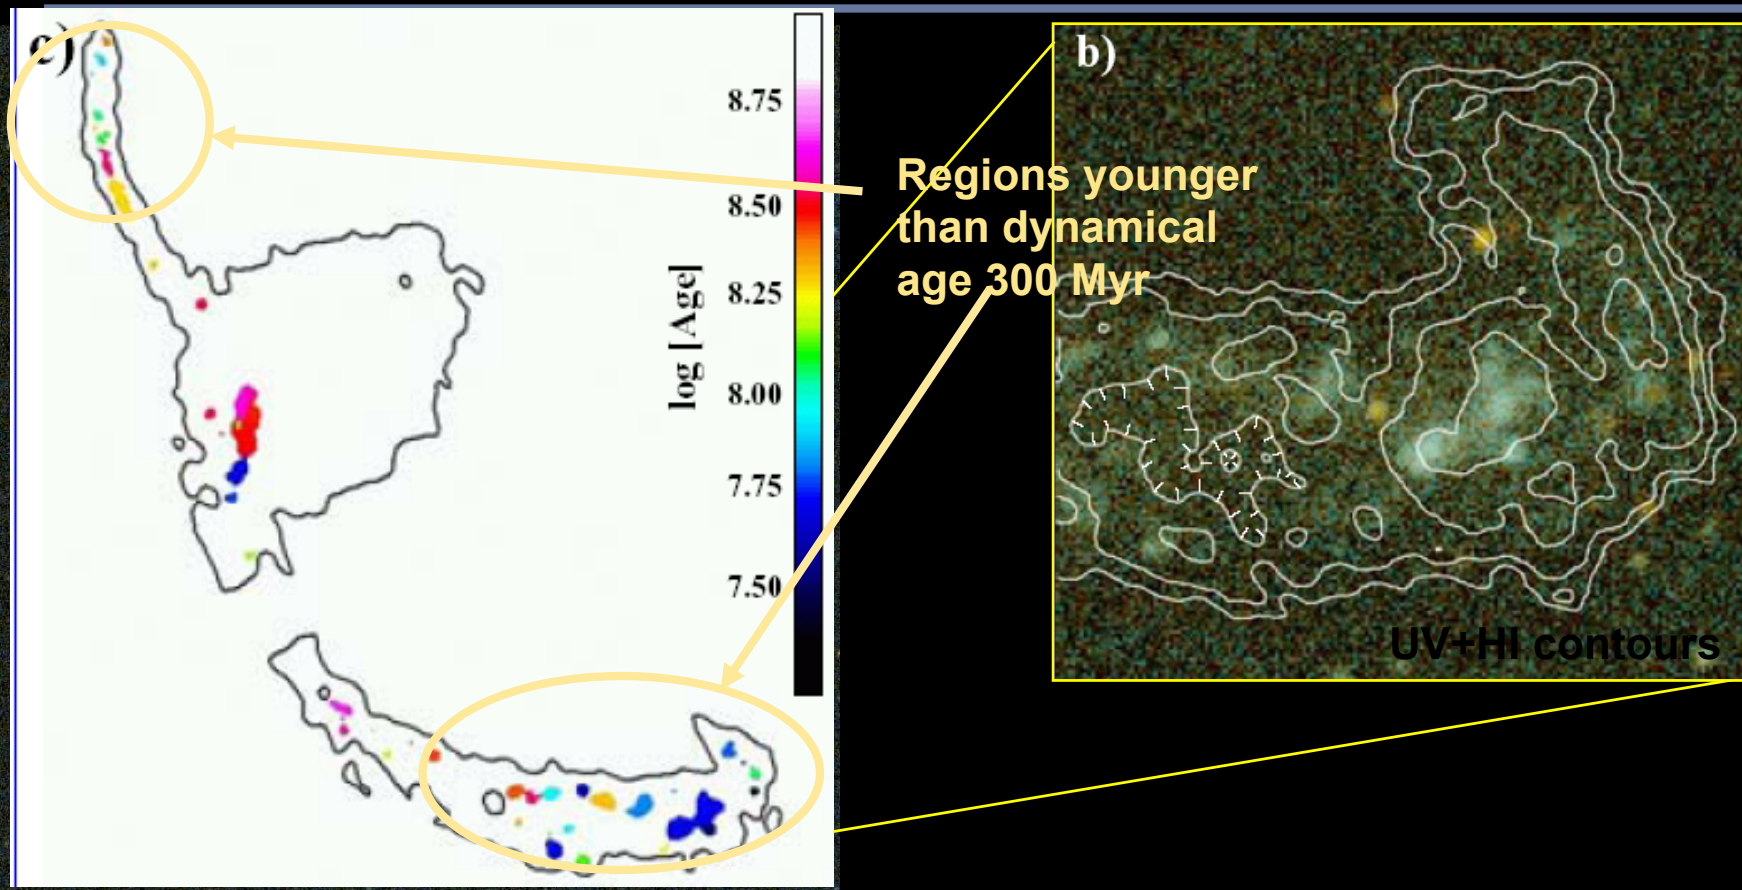 c)
8.75
8.50
8.25
8.00
7.75
7.50
log [Age]
Regions younger
than dynamical
age 300 Myr
b)
UV+HI contours